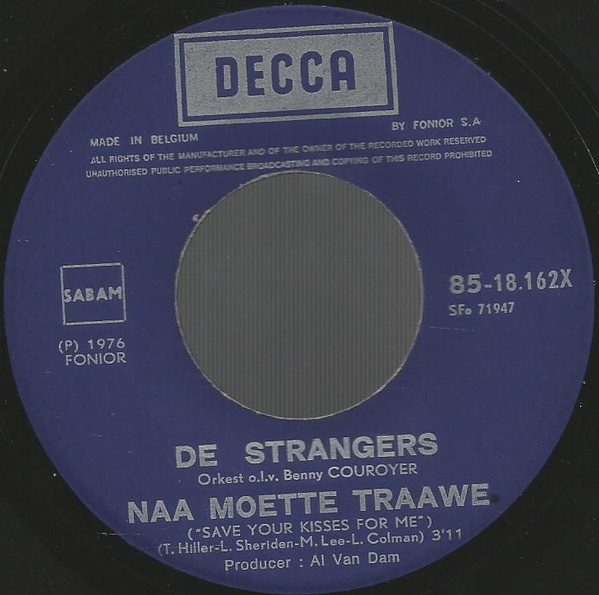 DECCA
MADE IN BELGIUM
BY FONIOR S.A
ALL RIGHTS OF THE MANUFACTURER AND OF THE OWNER OF THE RECORDED WORK RESERVED
UNAUTHORISED PUBLIC PERFORMANCE BROADCASTING AND COPYING OF THIS RECORD PROHIBITED
SABAM
85-18.162X
SFo 71947
(P) 1976
FONIOR
DE STRANGERS
Orkest o.l.v. Benny COUROYER
NAA MOETTE TRAAWE
("SAVE YOUR KISSES FOR ME")
(T. Hiller-L. Sheriden-M. Lee-L. Colman) 3'11
Producer : Al Van Dam